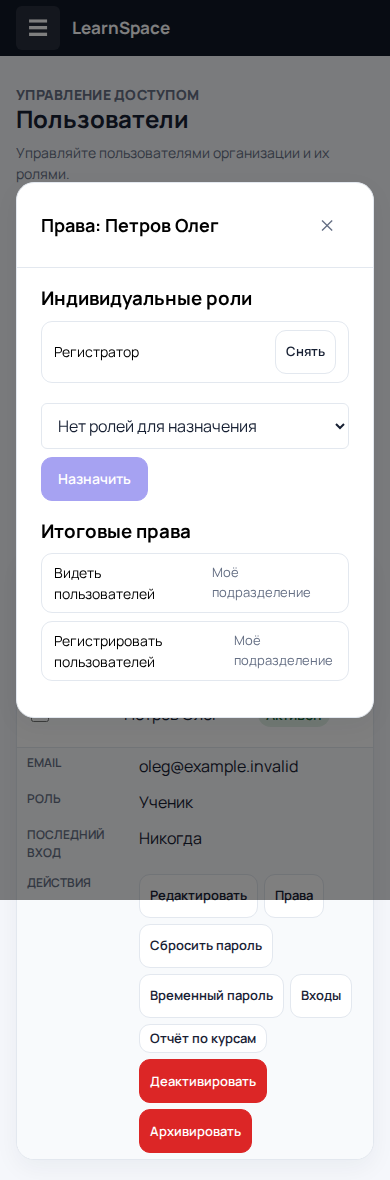 ☰ LearnSpace
УПРАВЛЕНИЕ ДОСТУПОМ
Пользователи
Управляйте пользователями организации и их
ролями.
Права: Петров Олег
Индивидуальные роли
Регистратор Снять
Нет ролей для назначения
Назначить
Итоговые права
Видеть
пользователей
Моё
подразделение
Регистрировать
пользователей
Моё
подразделение
EMAIL oleg@example.invalid
РОЛЬ Ученик
ПОСЛЕДНИЙ
ВХОД
Никогда
ДЕЙСТВИЯ
Редактировать Права
Сбросить пароль
Временный пароль Входы
Отчёт по курсам
Деактивировать
Архивировать